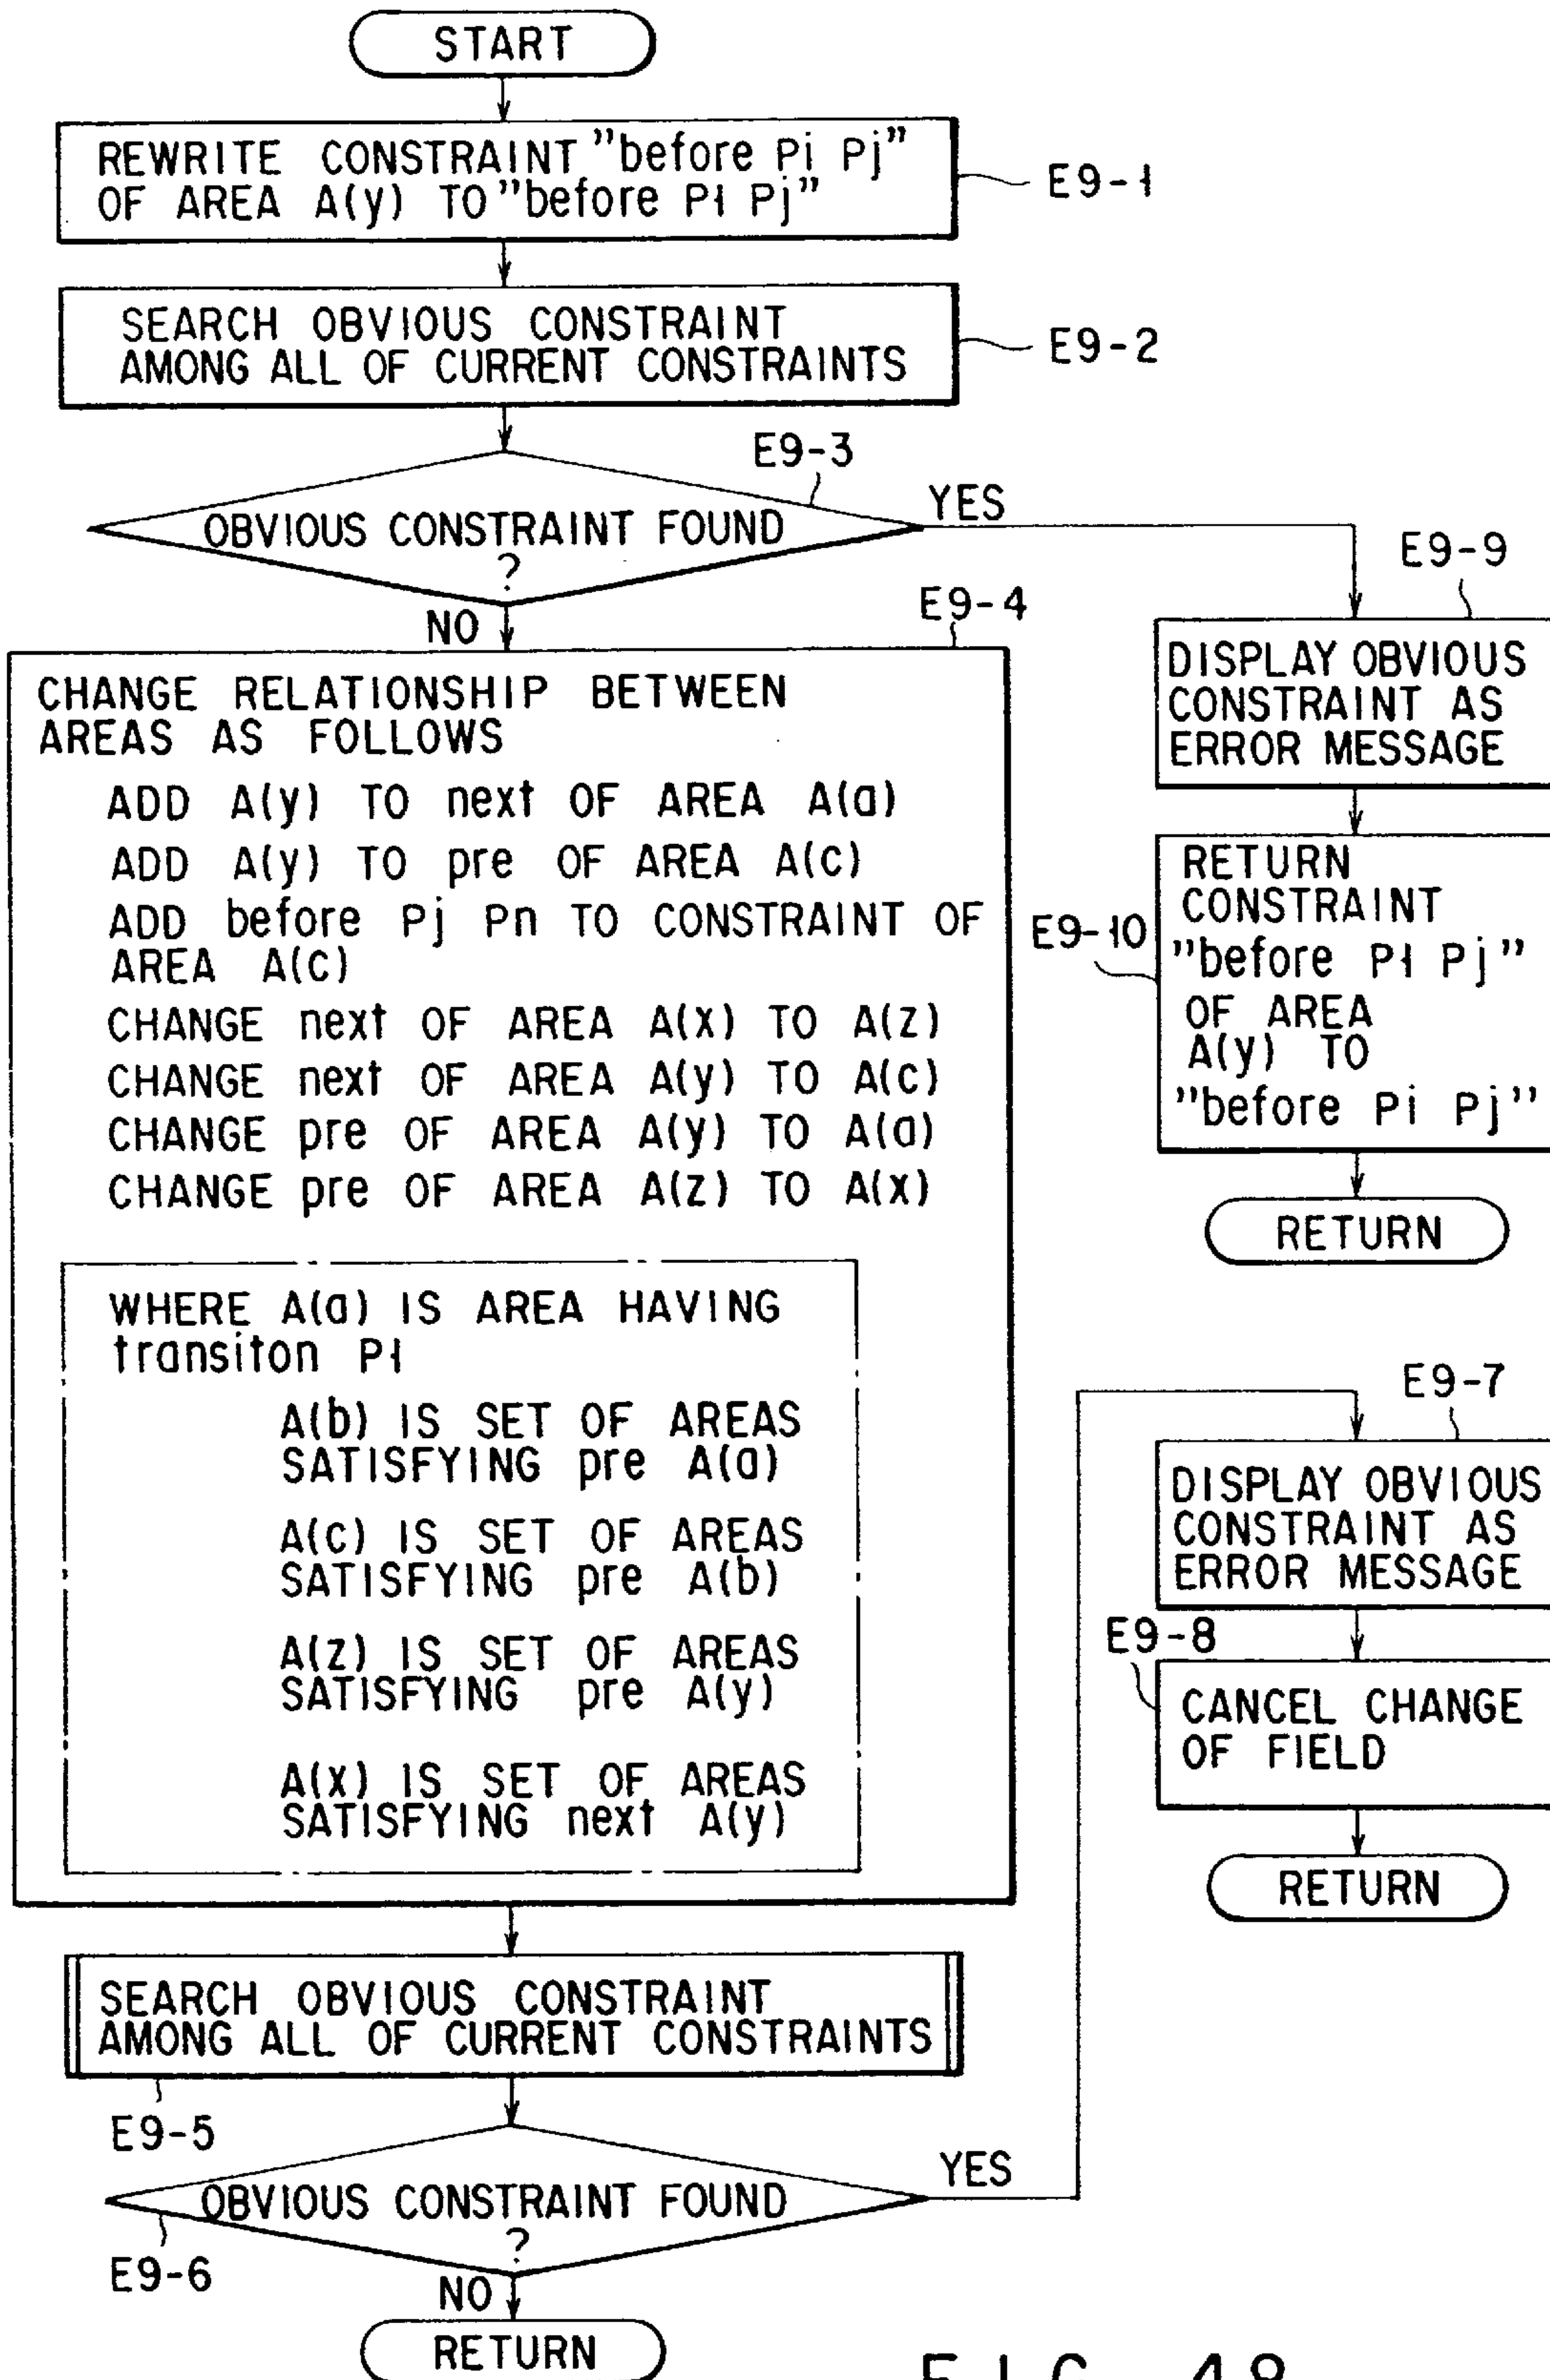 START
REWRITE CONSTRAINT "before Pi Pj"
OF AREA A(y) TO "before P1 Pj"
E9-1
SEARCH OBVIOUS CONSTRAINT
AMONG ALL OF CURRENT CONSTRAINTS
E9-2
E9-3
OBVIOUS CONSTRAINT FOUND
?
YES
NO
E9-4
CHANGE RELATIONSHIP BETWEEN
AREAS AS FOLLOWS
ADD A(y) TO next OF AREA A(a)
ADD A(y) TO pre OF AREA A(c)
ADD before Pj Pn TO CONSTRAINT OF
AREA A(c)
CHANGE next OF AREA A(x) TO A(z)
CHANGE next OF AREA A(y) TO A(c)
CHANGE pre OF AREA A(y) TO A(a)
CHANGE pre OF AREA A(z) TO A(x)
WHERE A(a) IS AREA HAVING
transiton P1
A(b) IS SET OF AREAS
SATISFYING pre A(a)
A(c) IS SET OF AREAS
SATISFYING pre A(b)
A(z) IS SET OF AREAS
SATISFYING pre A(y)
A(x) IS SET OF AREAS
SATISFYING next A(y)
SEARCH OBVIOUS CONSTRAINT
AMONG ALL OF CURRENT CONSTRAINTS
E9-5
OBVIOUS CONSTRAINT FOUND
?
YES
E9-6
NO
RETURN
E9-9
DISPLAY OBVIOUS
CONSTRAINT AS
ERROR MESSAGE
E9-10
RETURN
CONSTRAINT
"before P1 Pj"
OF AREA
A(y) TO
"before Pi Pj"
RETURN
E9-7
DISPLAY OBVIOUS
CONSTRAINT AS
ERROR MESSAGE
E9-8
CANCEL CHANGE
OF FIELD
RETURN
FIG. 48